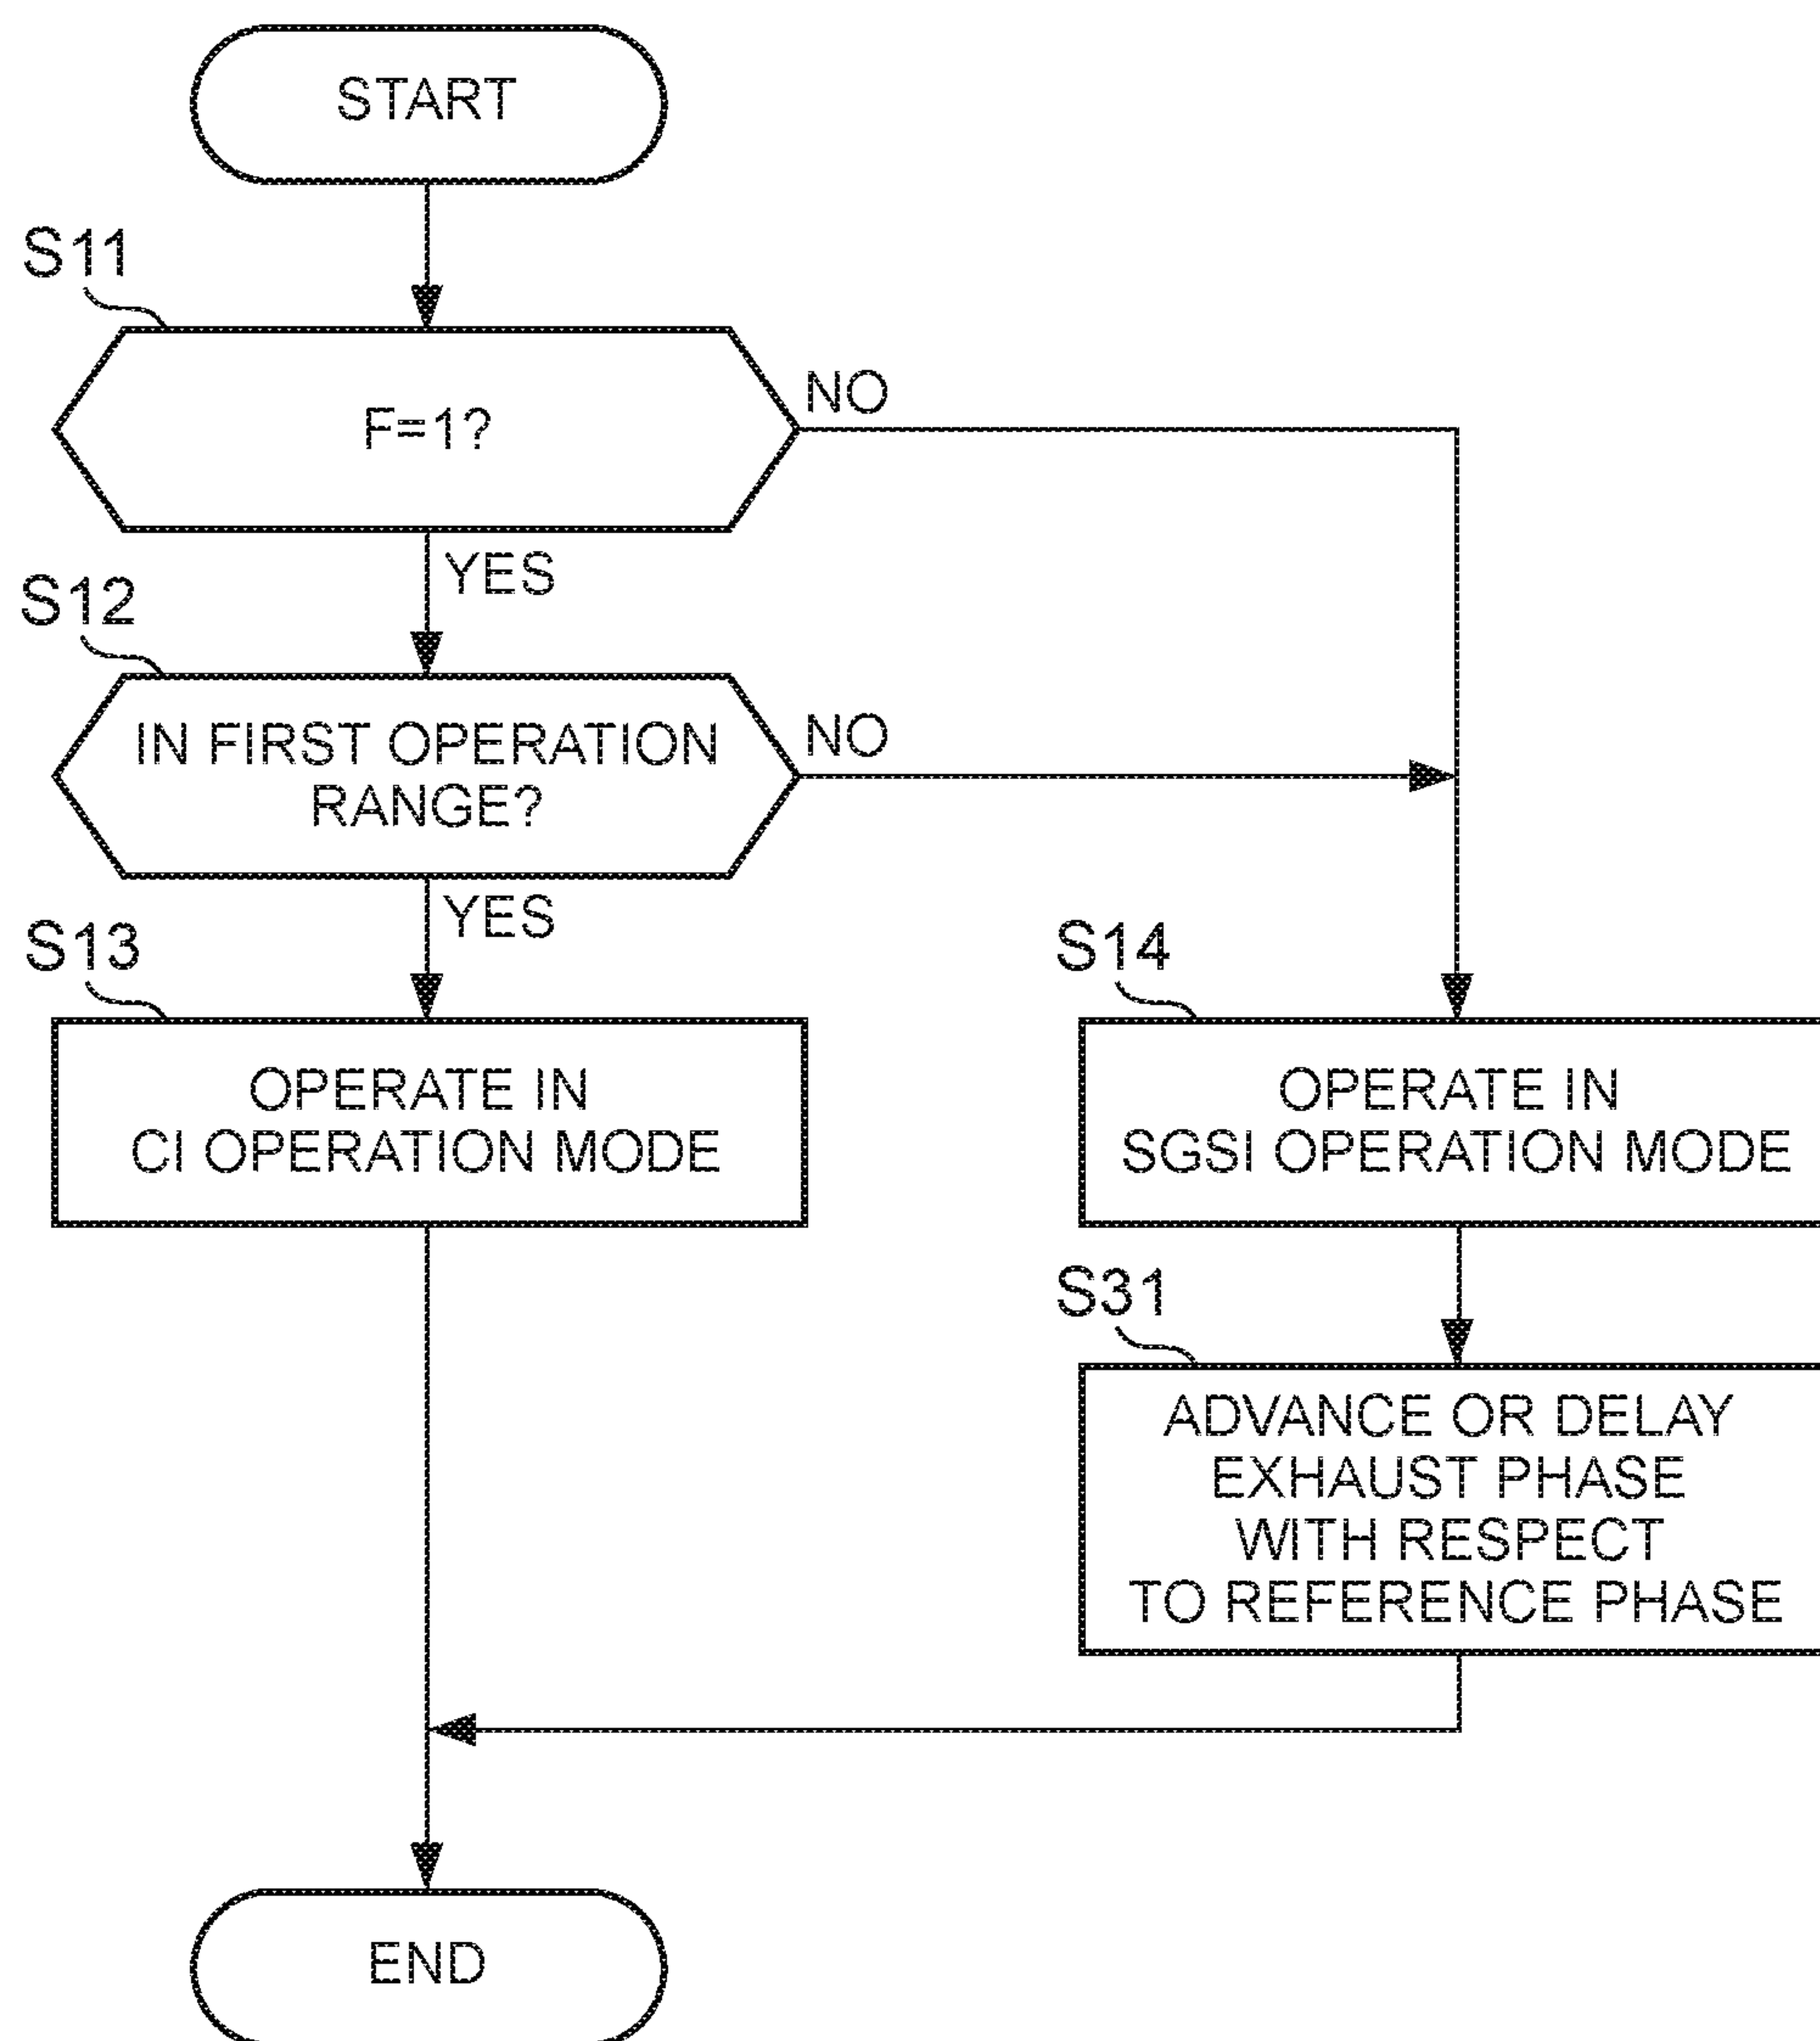 START
S11
F=1?
NO
YES
S12
IN FIRST OPERATION
RANGE?
NO
YES
S13
OPERATE IN
CI OPERATION MODE
S14
OPERATE IN
SGSI OPERATION MODE
S31
ADVANCE OR DELAY
EXHAUST PHASE
WITH RESPECT
TO REFERENCE PHASE
END